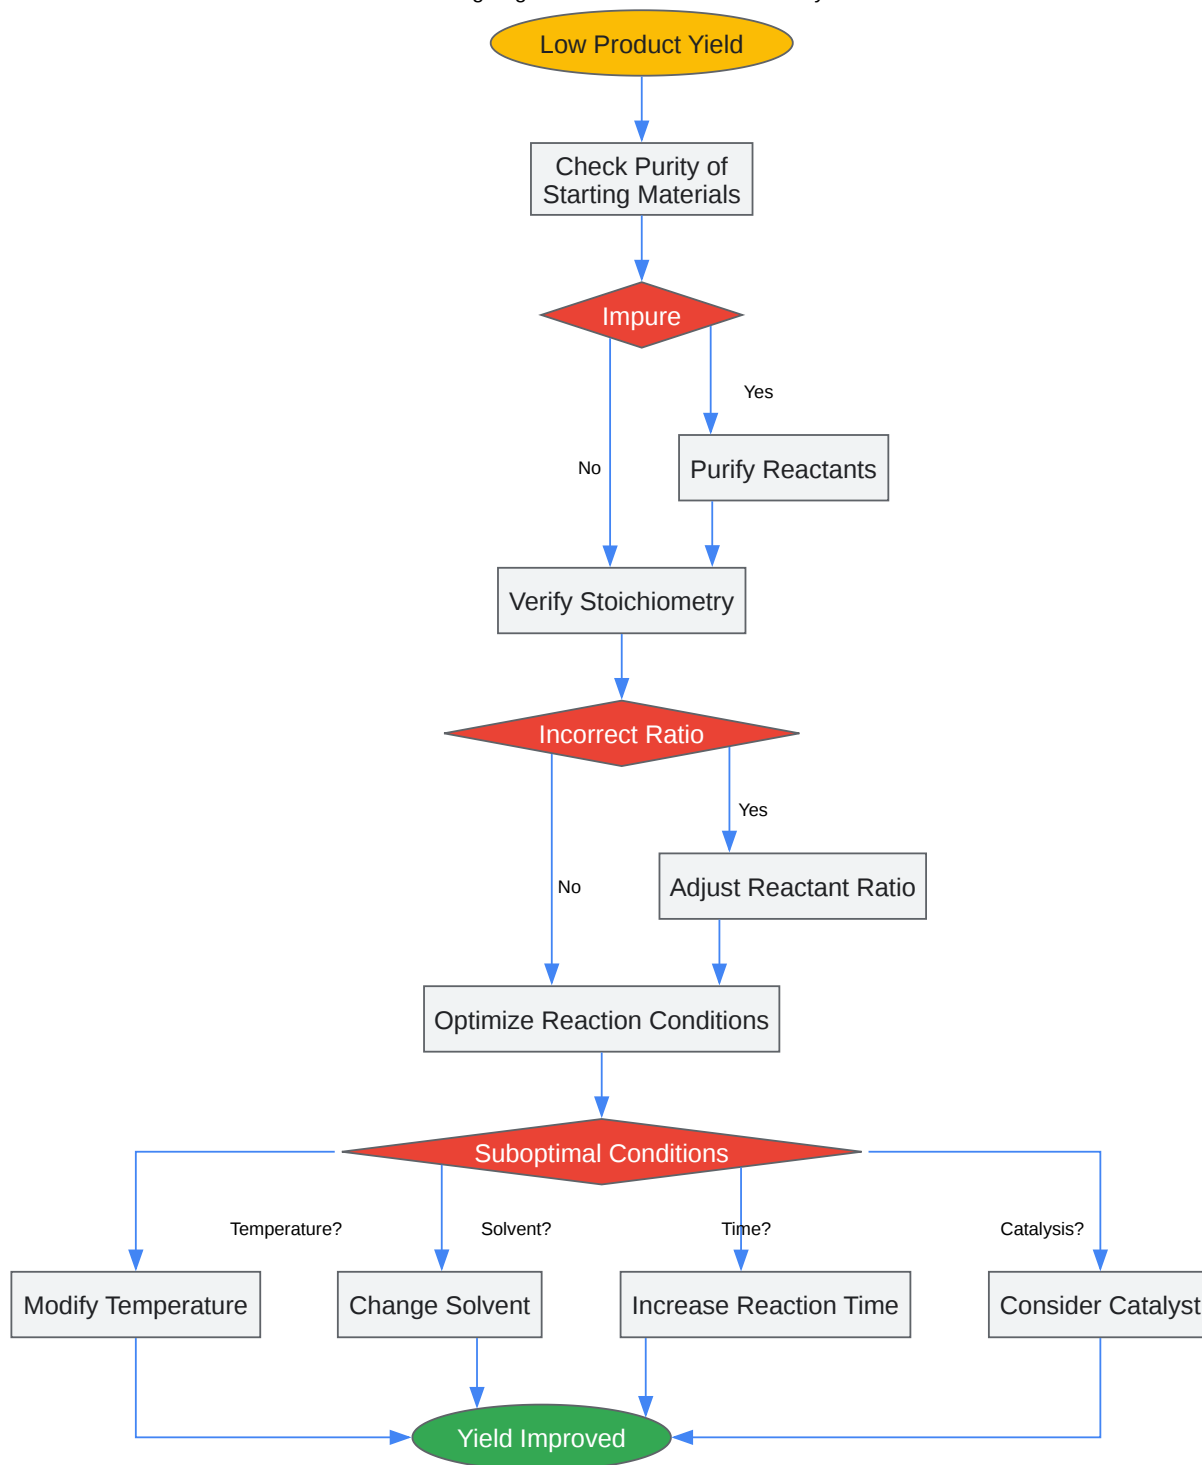 Low Product Yield
Check Purity of
Starting Materials
Impure
Yes
No
Purify Reactants
Verify Stoichiometry
Incorrect Ratio
Yes
No
Adjust Reactant Ratio
Optimize Reaction Conditions
Suboptimal Conditions
Temperature?
Solvent?
Time?
Catalysis?
Modify Temperature
Change Solvent
Increase Reaction Time
Consider Catalyst
Yield Improved